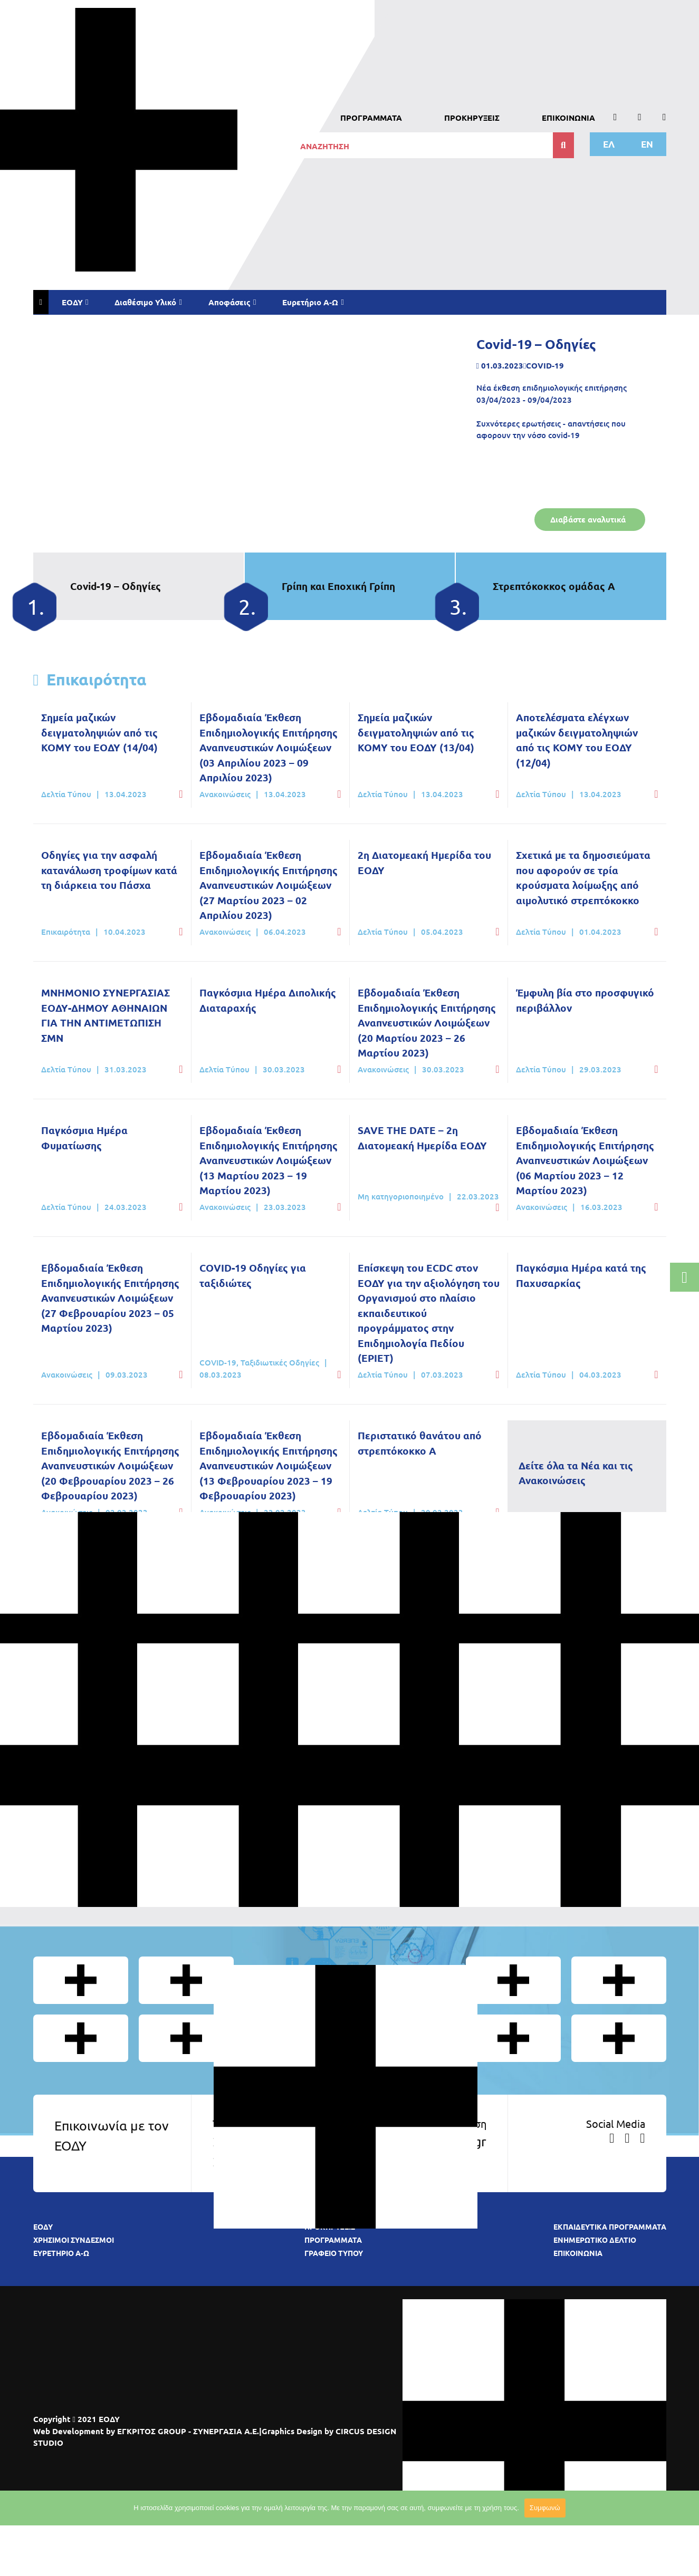 ΠΡΟΓΡΑΜΜΑΤΑ ΠΡΟΚΗΡΥΞΕΙΣ ΕΠΙΚΟΙΝΩΝΙΑ
ΑΝΑΖΗΤΗΣΗ
ΕΛ EN
ΕΟΔΥ Διαθέσιμο Υλικό Αποφάσεις Ευρετήριο Α-Ω
Covid-19 – Οδηγίες
01.03.2023 COVID-19
Νέα έκθεση επιδημιολογικής επιτήρησης
03/04/2023 - 09/04/2023
Συχνότερες ερωτήσεις - απαντήσεις που
αφορουν την νόσο covid-19
Διαβάστε αναλυτικά
1. Covid-19 – Οδηγίες
2. Γρίπη και Εποχική Γρίπη
3. Στρεπτόκοκκος ομάδας Α
Επικαιρότητα
Σημεία μαζικών
δειγματοληψιών από τις
ΚΟΜΥ του ΕΟΔΥ (14/04)
Δελτία Τύπου | 13.04.2023
Εβδομαδιαία Έκθεση
Επιδημιολογικής Επιτήρησης
Αναπνευστικών Λοιμώξεων
(03 Απριλίου 2023 – 09
Απριλίου 2023)
Ανακοινώσεις | 13.04.2023
Σημεία μαζικών
δειγματοληψιών από τις
ΚΟΜΥ του ΕΟΔΥ (13/04)
Δελτία Τύπου | 13.04.2023
Αποτελέσματα ελέγχων
μαζικών δειγματοληψιών
από τις ΚΟΜΥ του ΕΟΔΥ
(12/04)
Δελτία Τύπου | 13.04.2023
Οδηγίες για την ασφαλή
κατανάλωση τροφίμων κατά
τη διάρκεια του Πάσχα
Επικαιρότητα | 10.04.2023
Εβδομαδιαία Έκθεση
Επιδημιολογικής Επιτήρησης
Αναπνευστικών Λοιμώξεων
(27 Μαρτίου 2023 – 02
Απριλίου 2023)
Ανακοινώσεις | 06.04.2023
2η Διατομεακή Ημερίδα του
ΕΟΔΥ
Δελτία Τύπου | 05.04.2023
Σχετικά με τα δημοσιεύματα
που αφορούν σε τρία
κρούσματα λοίμωξης από
αιμολυτικό στρεπτόκοκκο
Δελτία Τύπου | 01.04.2023
ΜΝΗΜΟΝΙΟ ΣΥΝΕΡΓΑΣΙΑΣ
ΕΟΔΥ-ΔΗΜΟΥ ΑΘΗΝΑΙΩΝ
ΓΙΑ ΤΗΝ ΑΝΤΙΜΕΤΩΠΙΣΗ
ΣΜΝ
Δελτία Τύπου | 31.03.2023
Παγκόσμια Ημέρα Διπολικής
Διαταραχής
Δελτία Τύπου | 30.03.2023
Εβδομαδιαία Έκθεση
Επιδημιολογικής Επιτήρησης
Αναπνευστικών Λοιμώξεων
(20 Μαρτίου 2023 – 26
Μαρτίου 2023)
Ανακοινώσεις | 30.03.2023
Έμφυλη βία στο προσφυγικό
περιβάλλον
Δελτία Τύπου | 29.03.2023
Παγκόσμια Ημέρα
Φυματίωσης
Δελτία Τύπου | 24.03.2023
Εβδομαδιαία Έκθεση
Επιδημιολογικής Επιτήρησης
Αναπνευστικών Λοιμώξεων
(13 Μαρτίου 2023 – 19
Μαρτίου 2023)
Ανακοινώσεις | 23.03.2023
SAVE THE DATE – 2η
Διατομεακή Ημερίδα ΕΟΔΥ
Μη κατηγοριοποιημένο | 22.03.2023
Εβδομαδιαία Έκθεση
Επιδημιολογικής Επιτήρησης
Αναπνευστικών Λοιμώξεων
(06 Μαρτίου 2023 – 12
Μαρτίου 2023)
Ανακοινώσεις | 16.03.2023
Εβδομαδιαία Έκθεση
Επιδημιολογικής Επιτήρησης
Αναπνευστικών Λοιμώξεων
(27 Φεβρουαρίου 2023 – 05
Μαρτίου 2023)
Ανακοινώσεις | 09.03.2023
COVID-19 Οδηγίες για
ταξιδιώτες
COVID-19, Ταξιδιωτικές Οδηγίες |
08.03.2023
Επίσκεψη του ECDC στον
ΕΟΔΥ για την αξιολόγηση του
Οργανισμού στο πλαίσιο
εκπαιδευτικού
προγράμματος στην
Επιδημιολογία Πεδίου
(EPIET)
Δελτία Τύπου | 07.03.2023
Παγκόσμια Ημέρα κατά της
Παχυσαρκίας
Δελτία Τύπου | 04.03.2023
Εβδομαδιαία Έκθεση
Επιδημιολογικής Επιτήρησης
Αναπνευστικών Λοιμώξεων
(20 Φεβρουαρίου 2023 – 26
Φεβρουαρίου 2023)
Εβδομαδιαία Έκθεση
Επιδημιολογικής Επιτήρησης
Αναπνευστικών Λοιμώξεων
(13 Φεβρουαρίου 2023 – 19
Φεβρουαρίου 2023)
Περιστατικό θανάτου από
στρεπτόκοκκο Α
Δείτε όλα τα Νέα και τις
Ανακοινώσεις
Επικοινωνία με τον
ΕΟΔΥ
Social Media
ΕΟΔΥ
ΧΡΗΣΙΜΟΙ ΣΥΝΔΕΣΜΟΙ
ΕΥΡΕΤΗΡΙΟ Α-Ω
ΠΡΟΓΡΑΜΜΑΤΑ
ΓΡΑΦΕΙΟ ΤΥΠΟΥ
ΕΚΠΑΙΔΕΥΤΙΚΑ ΠΡΟΓΡΑΜΜΑΤΑ
ΕΝΗΜΕΡΩΤΙΚΟ ΔΕΛΤΙΟ
ΕΠΙΚΟΙΝΩΝΙΑ
Copyright 2021 ΕΟΔΥ
Web Development by ΕΓΚΡΙΤΟΣ GROUP - ΣΥΝΕΡΓΑΣΙΑ Α.Ε.|Graphics Design by CIRCUS DESIGN
STUDIO
Η ιστοσελίδα χρησιμοποιεί cookies για την ομαλή λειτουργία της. Με την παραμονή σας σε αυτή, συμφωνείτε με τη χρήση τους. Συμφωνώ